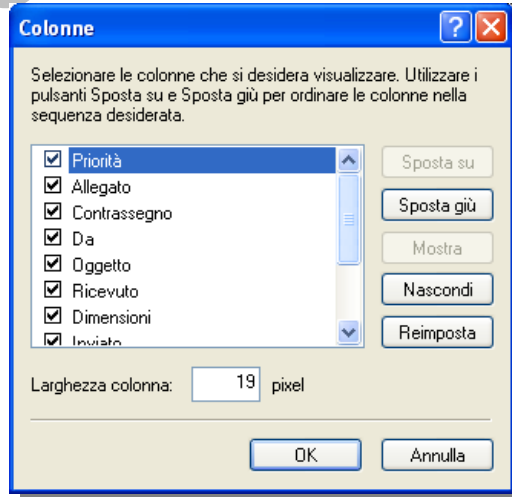 Colonne
Selezionare le colonne che si desidera visualizzare. Utilizzare i
pulsanti Sposta su e Sposta giù per ordinare le colonne nella
sequenza desiderata.
Priorità
Allegato
Contrassegno
Da
Oggetto
Ricevuto
Dimensioni
Inviato
Sposta su
Sposta giù
Mostra
Nascondi
Reimposta
Larghezza colonna: 19 pixel
OK Annulla